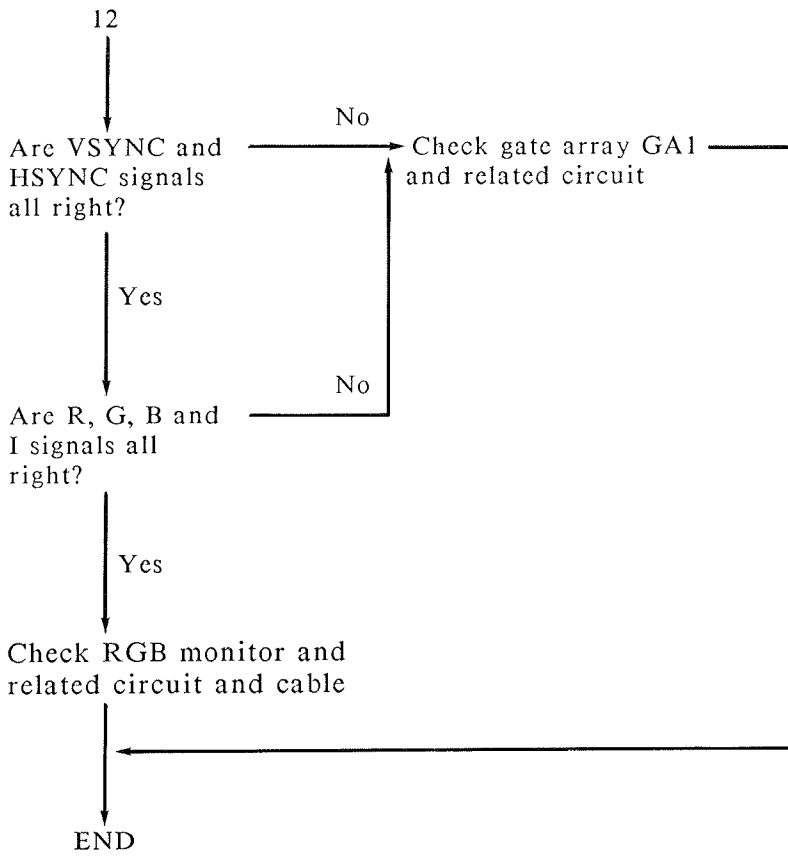 12
No
Are VSYNC and
HSYNC signals
all right?
Check gate array GA1
and related circuit
Yes
No
Are R, G, B and
I signals all
right?
Yes
Check RGB monitor and
related circuit and cable
END